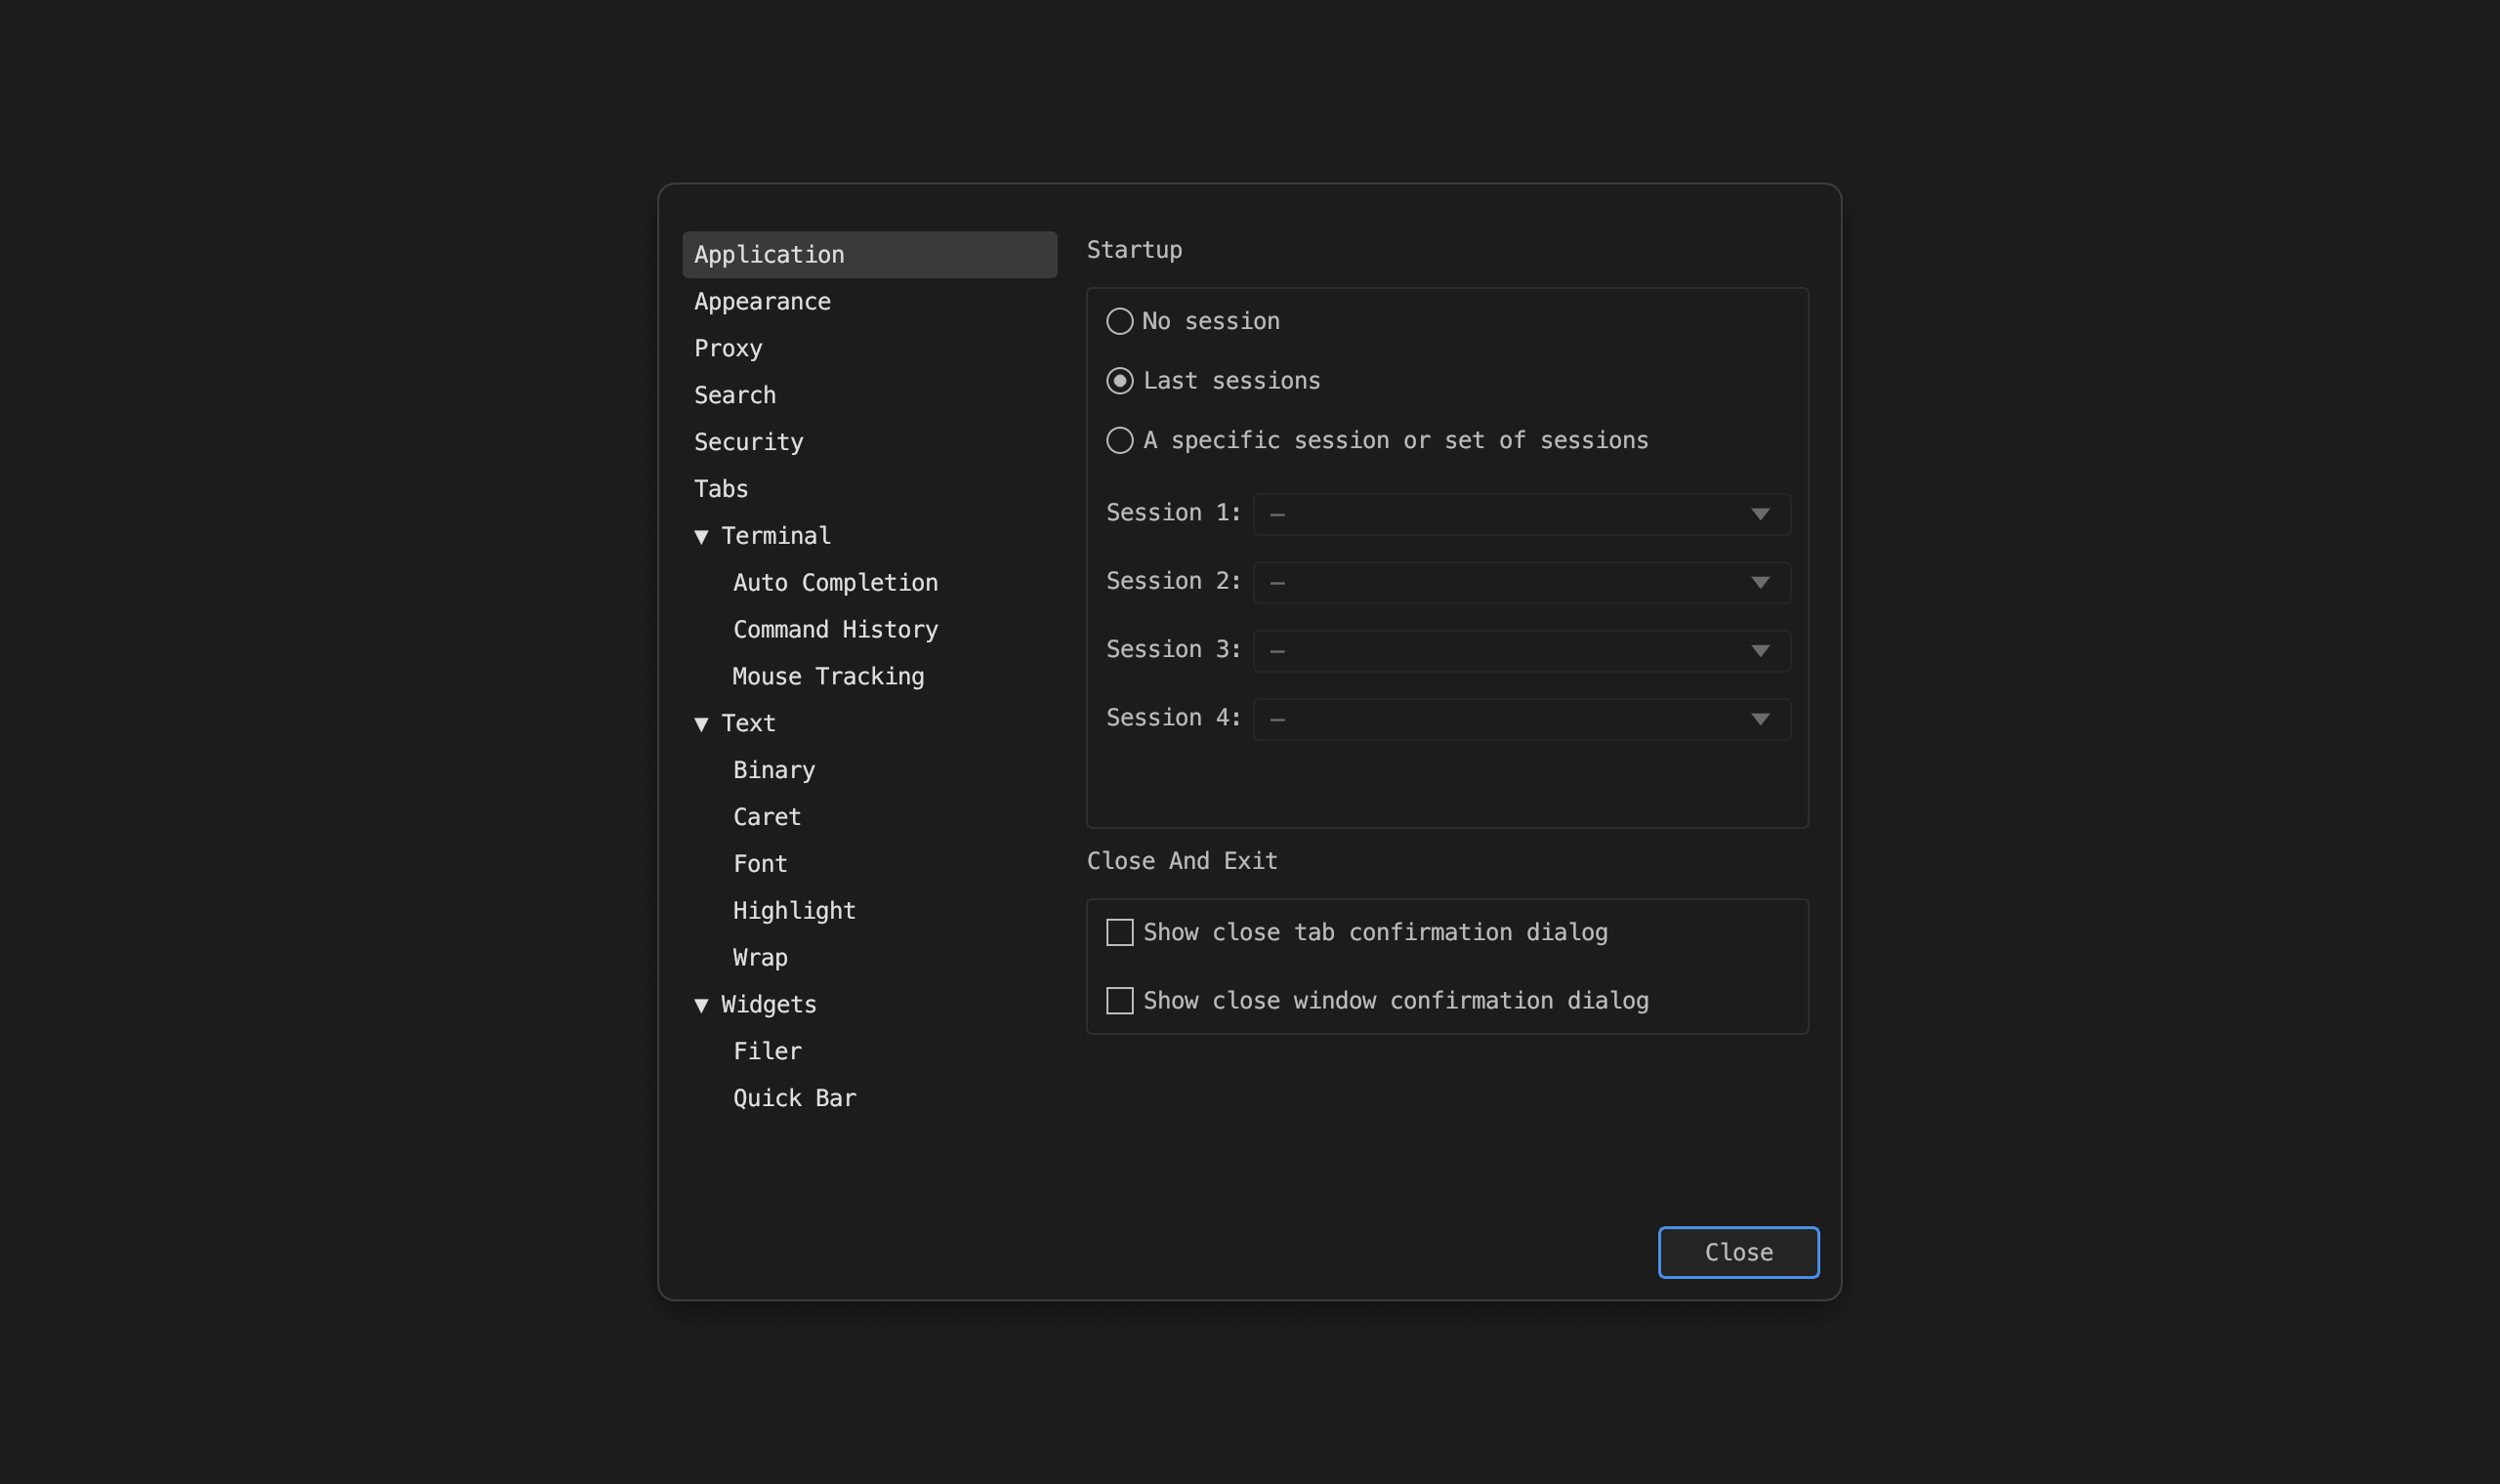 Application
Appearance
Proxy
Search
Security
Tabs
▼ Terminal
Auto Completion
Command History
Mouse Tracking
▼ Text
Binary
Caret
Font
Highlight
Wrap
▼ Widgets
Filer
Quick Bar
Startup
No session
Last sessions
A specific session or set of sessions
Session 1: —
Session 2: —
Session 3: —
Session 4: —
Close And Exit
Show close tab confirmation dialog
Show close window confirmation dialog
Close